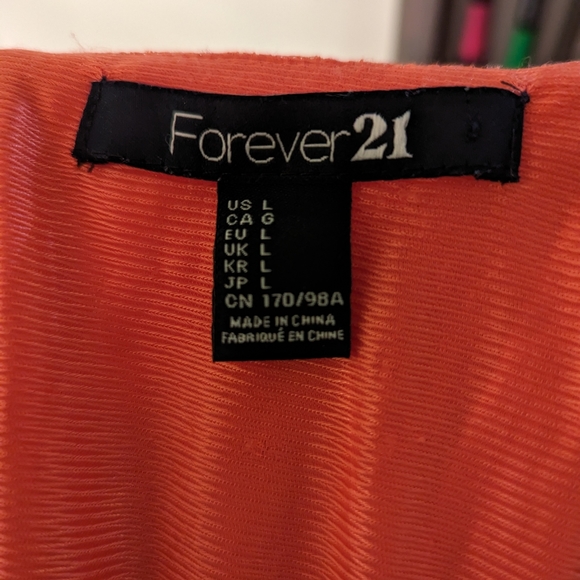 Forever21
US L
CA G
EU L
UK L
KR L
JP L
CN 170/98A
MADE IN CHINA
FABRIQUÉ EN CHINE